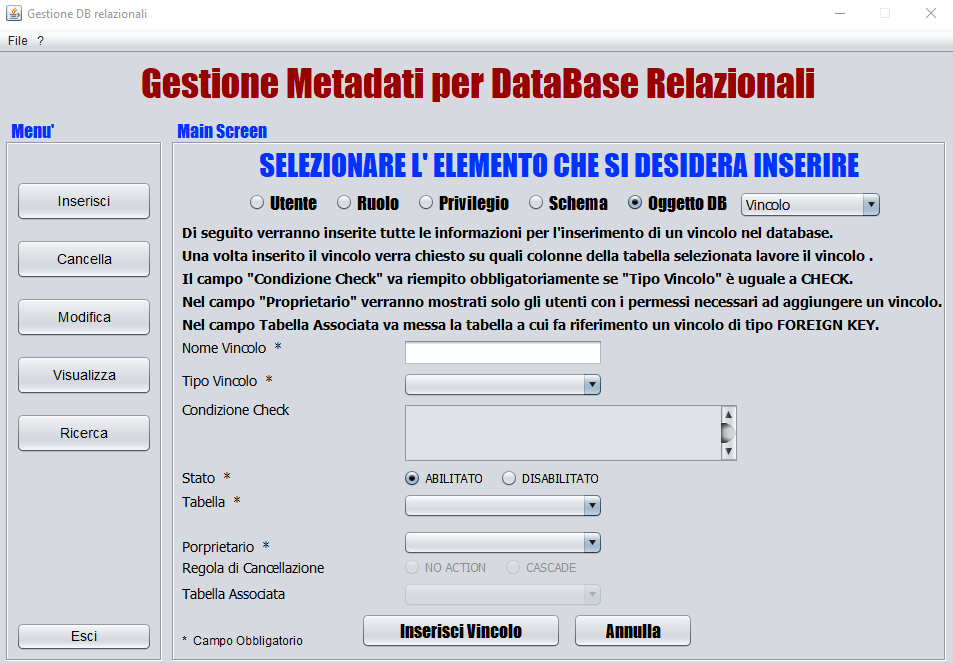 Gestione DB relazionali
File ?
Gestione Metadati per DataBase Relazionali
Menu'
Inserisci
Cancella
Modifica
Visualizza
Ricerca
Esci
Main Screen
SELEZIONARE L' ELEMENTO CHE SI DESIDERA INSERIRE
Utente Ruolo Privilegio Schema Oggetto DB Vincolo
Di seguito verranno inserite tutte le informazioni per l'inserimento di un vincolo nel database.
Una volta inserito il vincolo verra chiesto su quali colonne della tabella selezionata lavore il vincolo .
Il campo "Condizione Check" va riempito obbligatoriamente se "Tipo Vincolo" è uguale a CHECK.
Nel campo "Proprietario" verranno mostrati solo gli utenti con i permessi necessari ad aggiungere un vincolo.
Nel campo Tabella Associata va messa la tabella a cui fa riferimento un vincolo di tipo FOREIGN KEY.
Nome Vincolo *
Tipo Vincolo *
Condizione Check
Stato * ABILITATO DISABILITATO
Tabella *
Porprietario *
Regola di Cancellazione NO ACTION CASCADE
Tabella Associata
* Campo Obbligatorio
Inserisci Vincolo Annulla